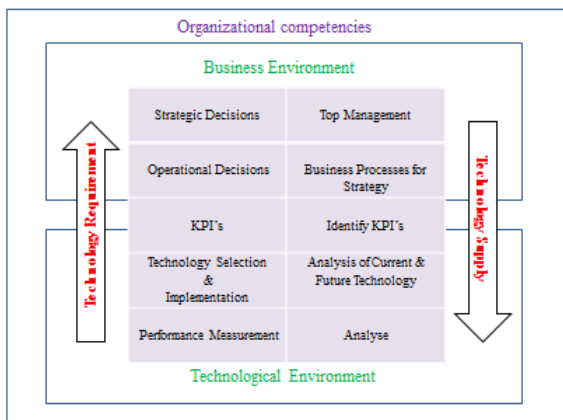 Organizational competencies
Business Environment
Strategic Decisions
Top Management
Operational Decisions
Business Processes for
Strategy
KPI's
Identify KPI's
Technology Selection
&
Implementation
Analysis of Current &
Future Technology
Performance Measurement
Analyse
Technological Environment
Technology Requirement
Technology Supply